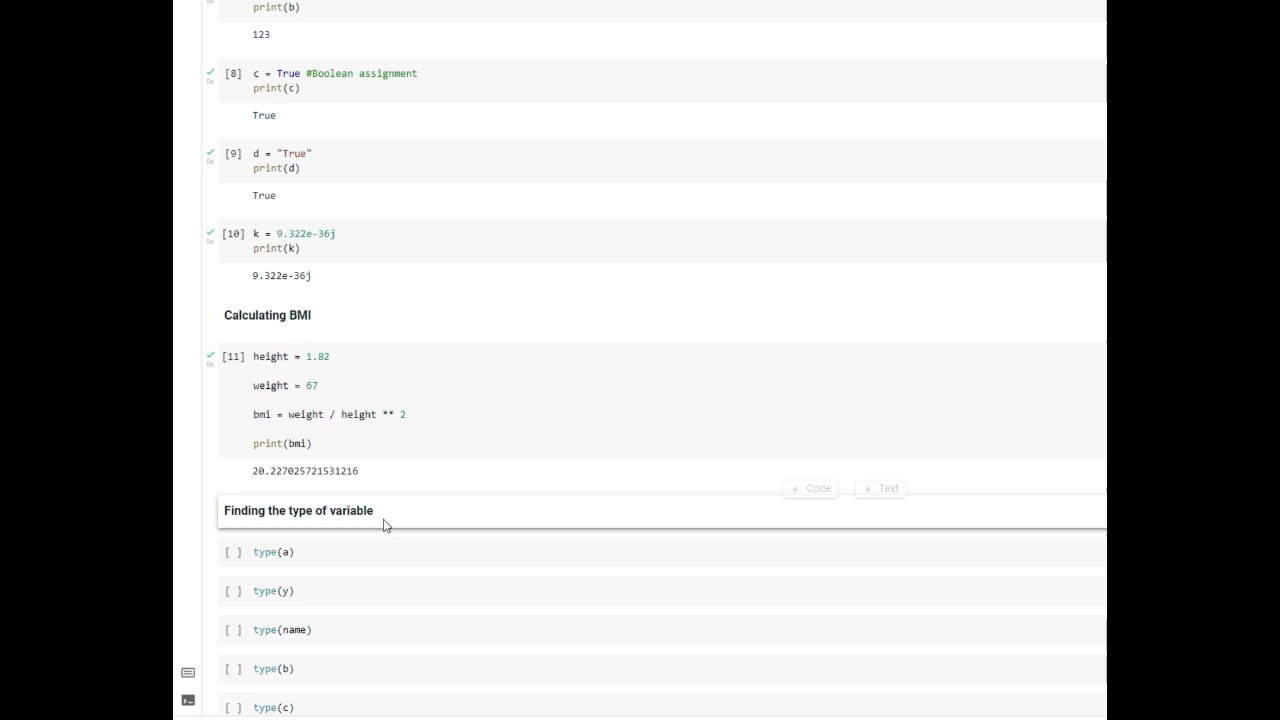 print(b)
123
[8] c = True #Boolean assignment
print(c)
True
[9] d = "True"
print(d)
True
[10] k = 9.322e-36j
print(k)
9.322e-36j
Calculating BMI
[11] height = 1.82
weight = 67
bmi = weight / height ** 2
print(bmi)
20.227025721531216
+ Code + Text
Finding the type of variable
[ ] type(a)
[ ] type(y)
[ ] type(name)
[ ] type(b)
[ ] type(c)